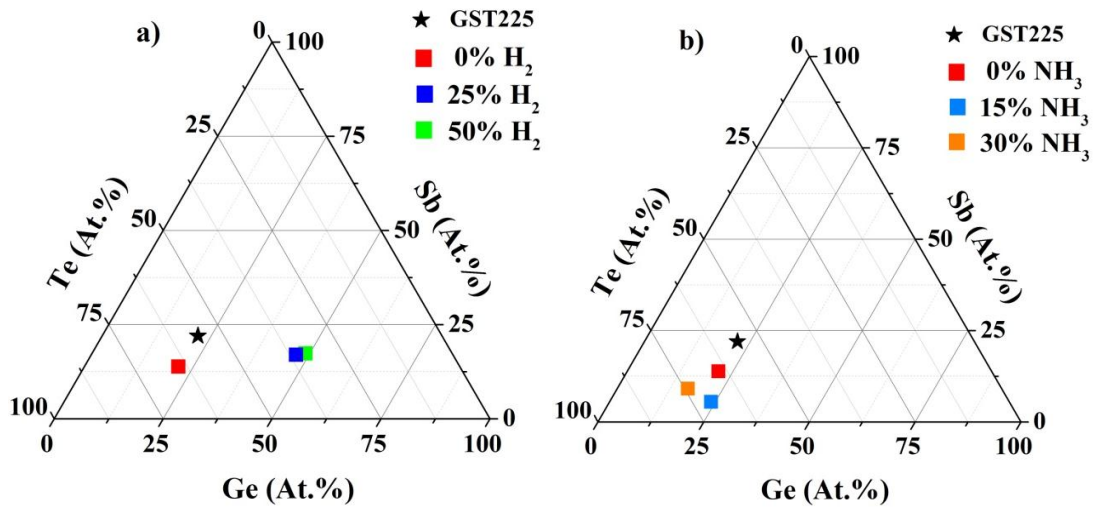 a)
★ GST225
0% H₂
25% H₂
50% H₂
0
100
25
75
50
50
75
25
100
0
0
25
50
75
100
Te (At.%)
Sb (At.%)
Ge (At.%)
b)
★ GST225
0% NH₃
15% NH₃
30% NH₃
0
100
25
75
50
50
75
25
100
0
0
25
50
75
100
Te (At.%)
Sb (At.%)
Ge (At.%)